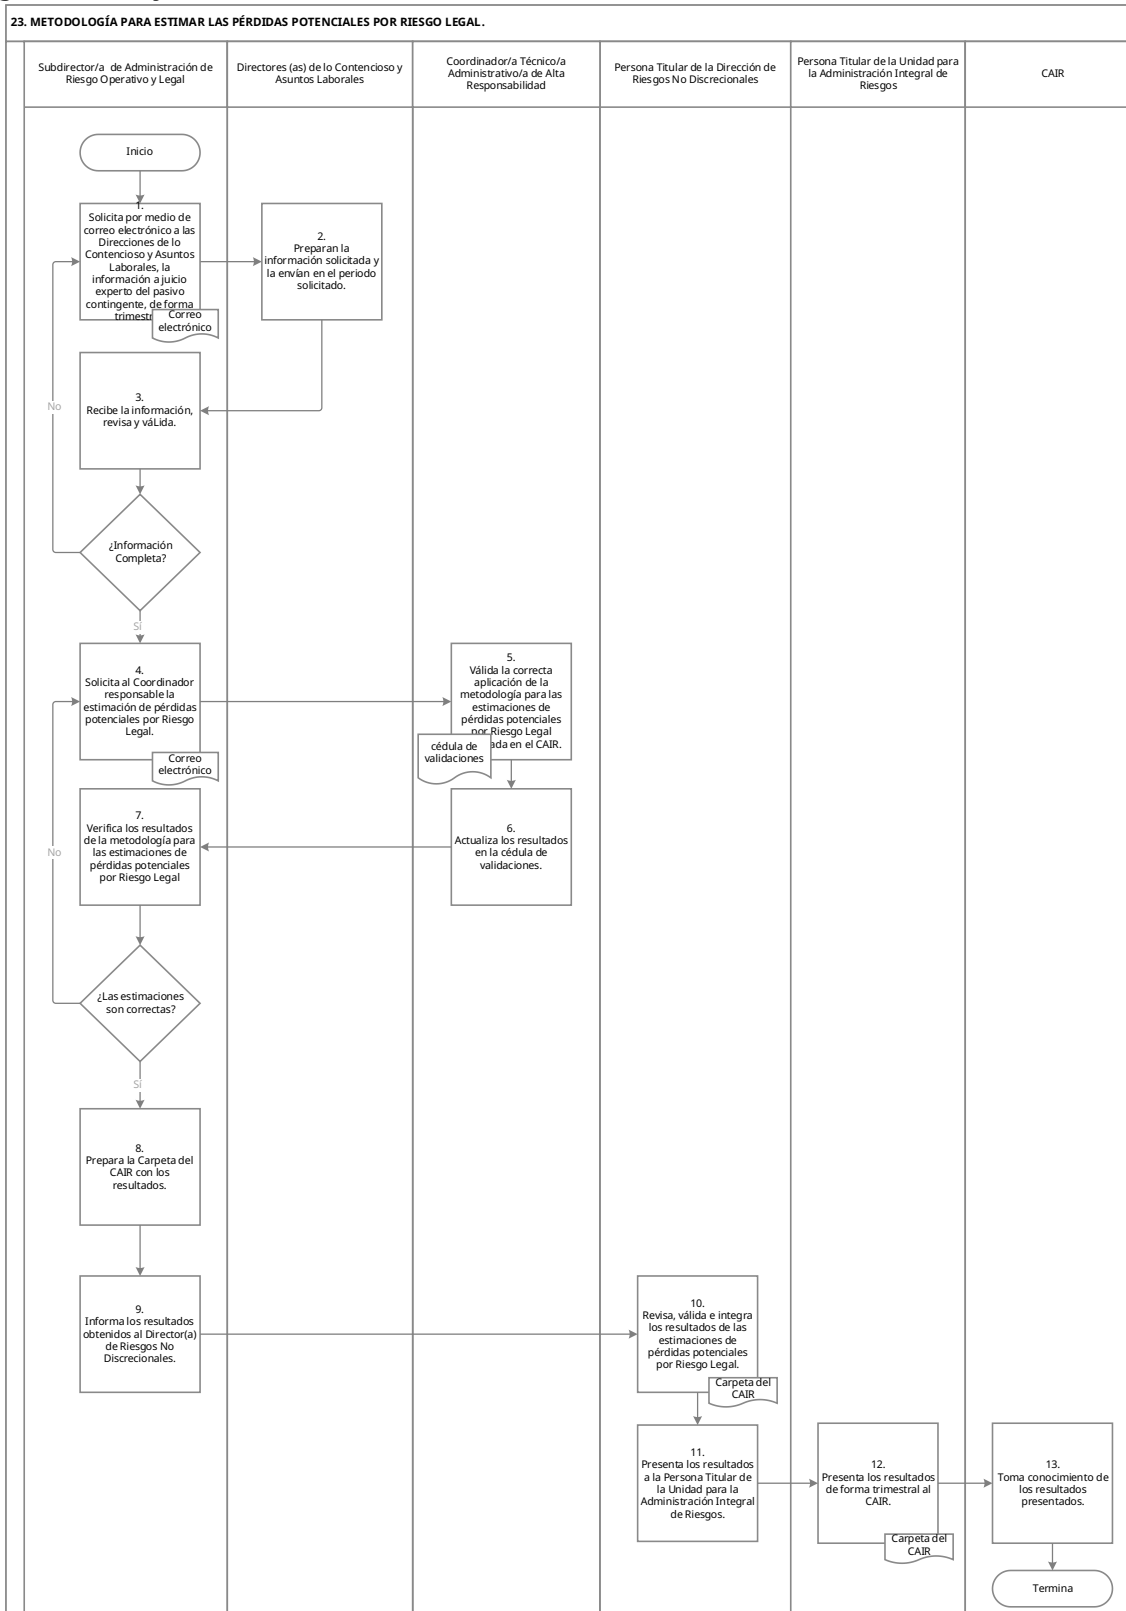 23. METODOLOGÍA PARA ESTIMAR LAS PÉRDIDAS POTENCIALES POR RIESGO LEGAL.
Subdirector/a de Administración de
Riesgo Operativo y Legal
Directores (as) de lo Contencioso y
Asuntos Laborales
Coordinador/a Técnico/a
Administrativo/a de Alta
Responsabilidad
Persona Titular de la Dirección de
Riesgos No Discrecionales
Persona Titular de la Unidad para
la Administración Integral de
Riesgos
CAIR
Inicio
1.
Solicita por medio de
correo electrónico a las
Direcciones de lo
Contencioso y Asuntos
Laborales, la
información a juicio
experto del pasivo
contingente, de forma
Correo
electrónico
2.
Preparan la
información solicitada y
la envían en el periodo
solicitado.
3.
Recibe la información,
revisa y váLida.
No
¿Información
Completa?
Sí
4.
Solicita al Coordinador
responsable la
estimación de pérdidas
potenciales por Riesgo
Legal.
Correo
electrónico
5.
Válida la correcta
aplicación de la
metodología para las
estimaciones de
pérdidas potenciales
por Riesgo Legal
en el CAIR.
cédula de
validaciones
7.
Verifica los resultados
de la metodología para
las estimaciones de
pérdidas potenciales
por Riesgo Legal
6.
Actualiza los resultados
en la cédula de
validaciones.
No
¿Las estimaciones
son correctas?
Sí
8.
Prepara la Carpeta del
CAIR con los
resultados.
9.
Informa los resultados
obtenidos al Director(a)
de Riesgos No
Discrecionales.
10.
Revisa, válida e integra
los resultados de las
estimaciones de
pérdidas potenciales
por Riesgo Legal.
Carpeta del
CAIR
11.
Presenta los resultados
a la Persona Titular de
la Unidad para la
Administración Integral
de Riesgos.
12.
Presenta los resultados
de forma trimestral al
CAIR.
Carpeta del
CAIR
13.
Toma conocimiento de
los resultados
presentados.
Termina